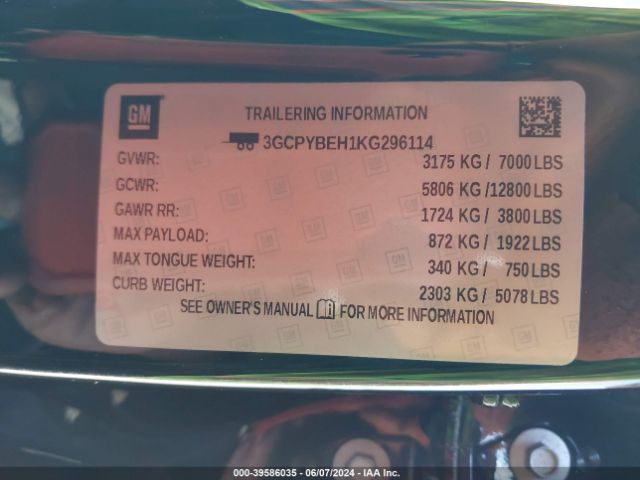 GM
TRAILERING INFORMATION
3GCPYBEH1KG296114
GVWR: 3175 KG / 7000 LBS
GCWR: 5806 KG /12800 LBS
GAWR RR: 1724 KG / 3800 LBS
MAX PAYLOAD: 872 KG / 1922 LBS
MAX TONGUE WEIGHT: 340 KG / 750 LBS
CURB WEIGHT: 2303 KG / 5078 LBS
SEE OWNER'S MANUAL FOR MORE INFORMATION
000-39586035 - 06/07/2024 - IAA Inc.